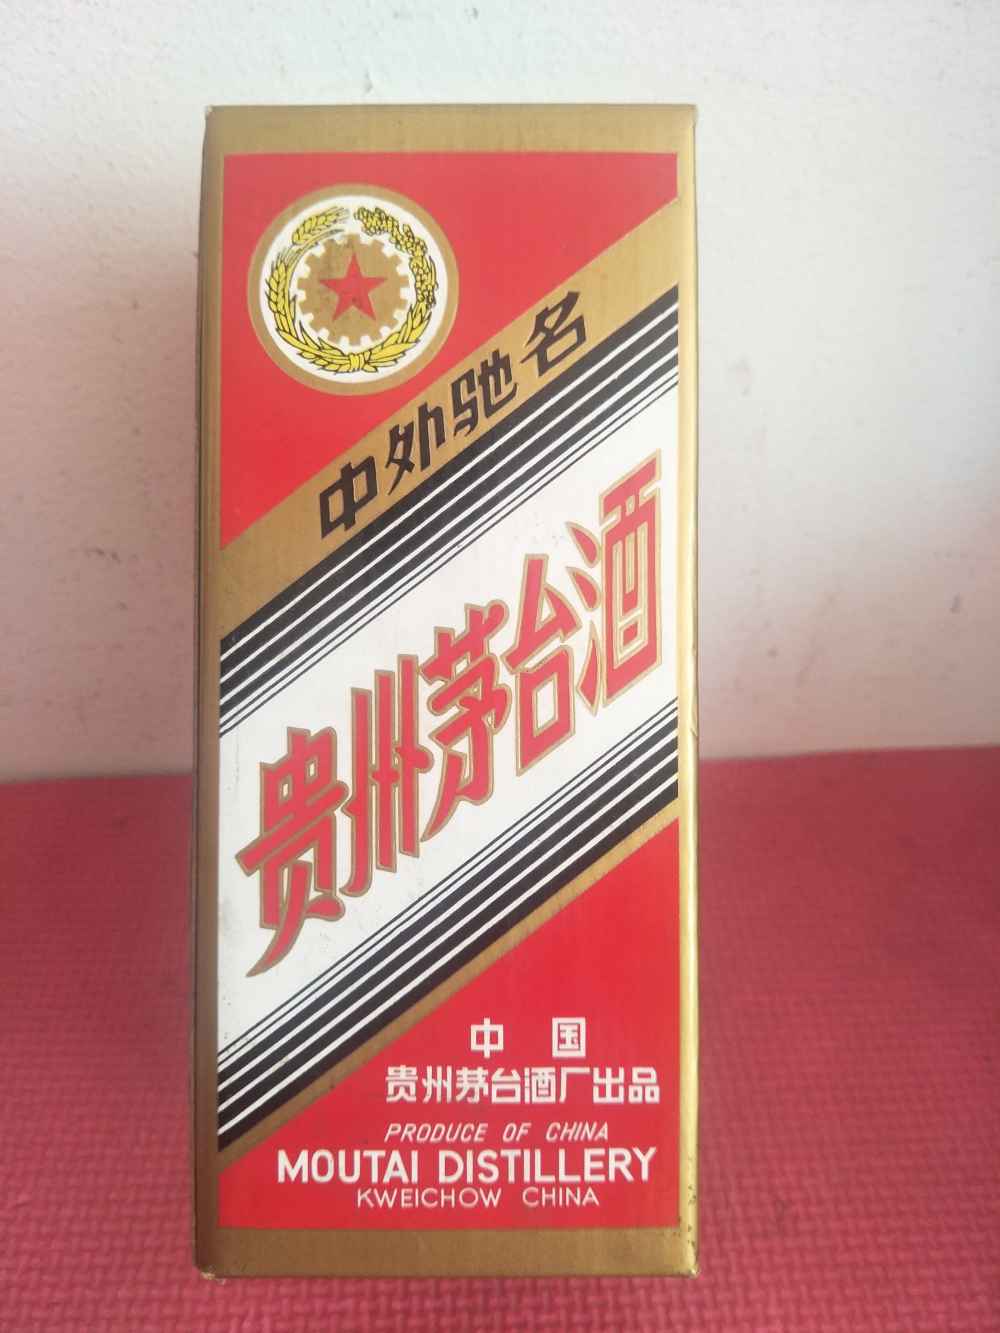 中外驰名
贵州茅台酒
中国
贵州茅台酒厂出品
PRODUCE OF CHINA
MOUTAI DISTILLERY
KWEICHOW CHINA